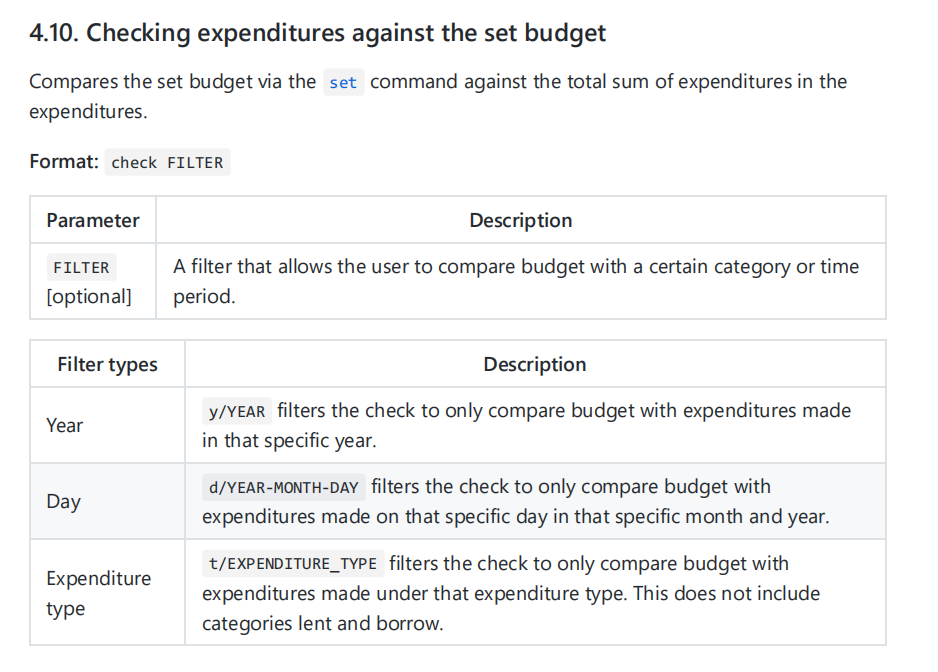 4.10. Checking expenditures against the set budget
Compares the set budget via the set command against the total sum of expenditures in the
expenditures.
Format: check FILTER
Parameter Description
FILTER
[optional]
A filter that allows the user to compare budget with a certain category or time
period.
Filter types Description
Year
y/YEAR filters the check to only compare budget with expenditures made
in that specific year.
Day
d/YEAR-MONTH-DAY filters the check to only compare budget with
expenditures made on that specific day in that specific month and year.
Expenditure
type
t/EXPENDITURE_TYPE filters the check to only compare budget with
expenditures made under that expenditure type. This does not include
categories lent and borrow.